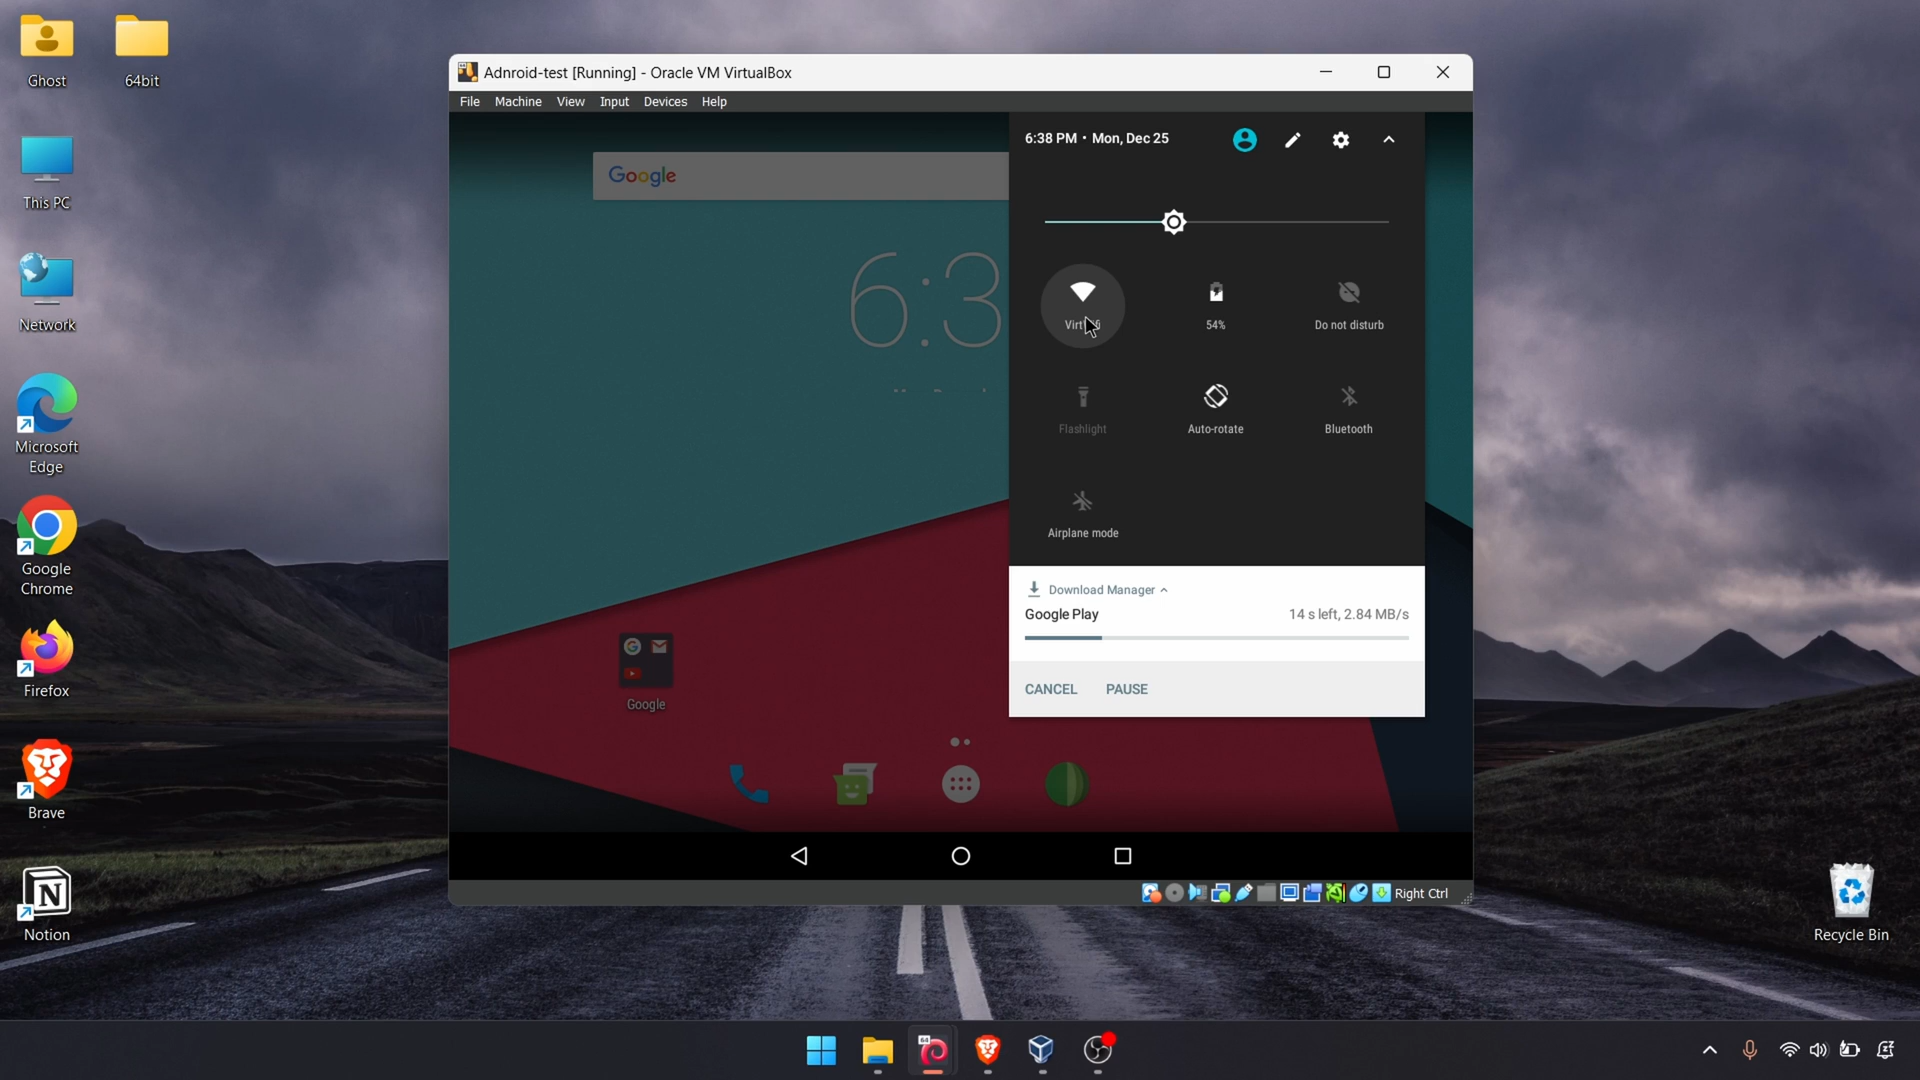 Ghost
64bit
This PC
Network
Microsoft
Edge
Google
Chrome
Firefox
Brave
N
Notion
Adnroid-test [Running] - Oracle VM VirtualBox
File Machine View Input Devices Help
Google
6:3
6:38 PM • Mon, Dec 25
54%
Do not disturb
Flashlight
Auto-rotate
Bluetooth
Airplane mode
Download Manager
Google Play
14 s left, 2.84 MB/s
CANCEL
PAUSE
G
Google
Right Ctrl
Recycle Bin
64